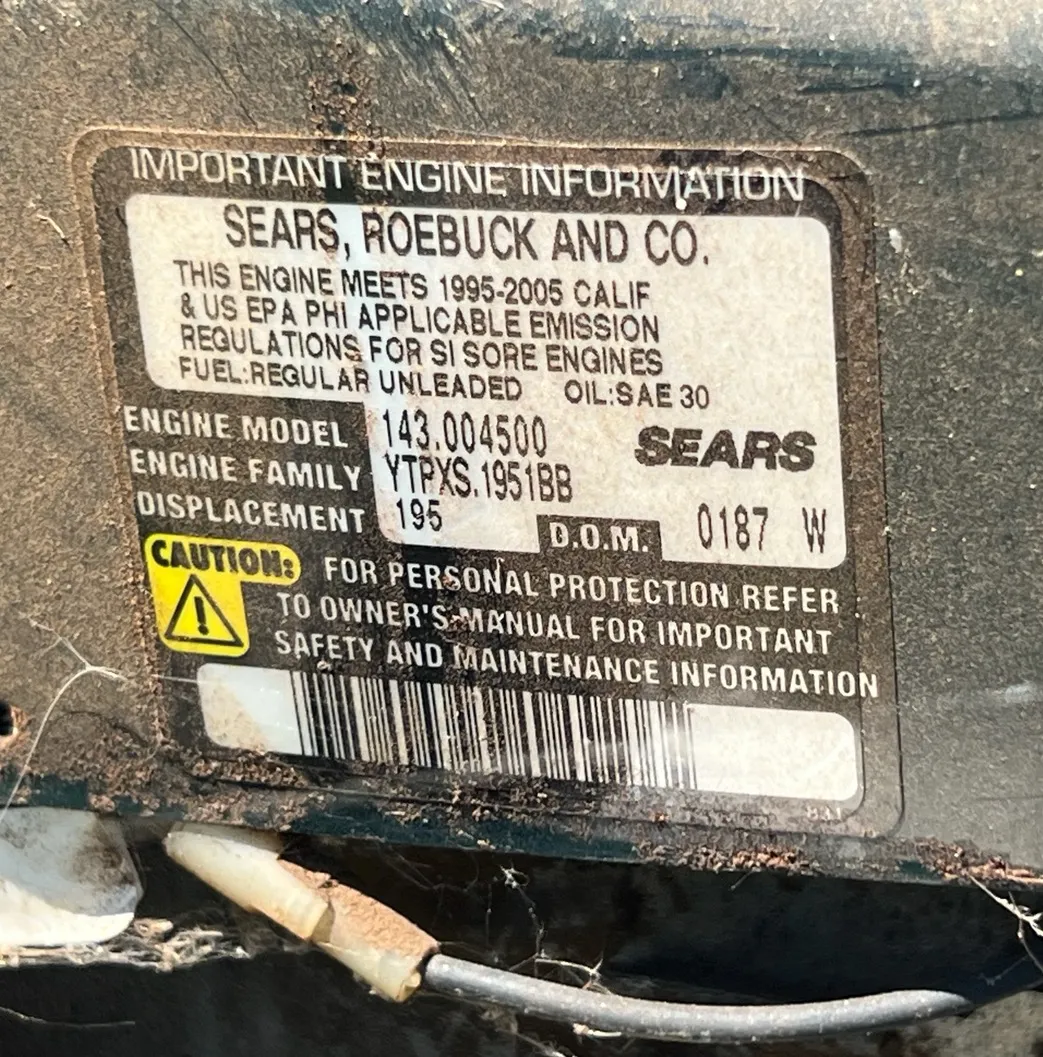 IMPORTANT ENGINE INFORMATION
SEARS, ROEBUCK AND CO.
THIS ENGINE MEETS 1995-2005 CALIF
& US EPA PHI APPLICABLE EMISSION
REGULATIONS FOR SI SORE ENGINES
FUEL:REGULAR UNLEADED OIL:SAE 30
ENGINE MODEL 143.004500 SEARS
ENGINE FAMILY YTPXS.1951BB
DISPLACEMENT 195 D.O.M. 0187 W
CAUTION: FOR PERSONAL PROTECTION REFER
TO OWNER'S MANUAL FOR IMPORTANT
SAFETY AND MAINTENANCE INFORMATION